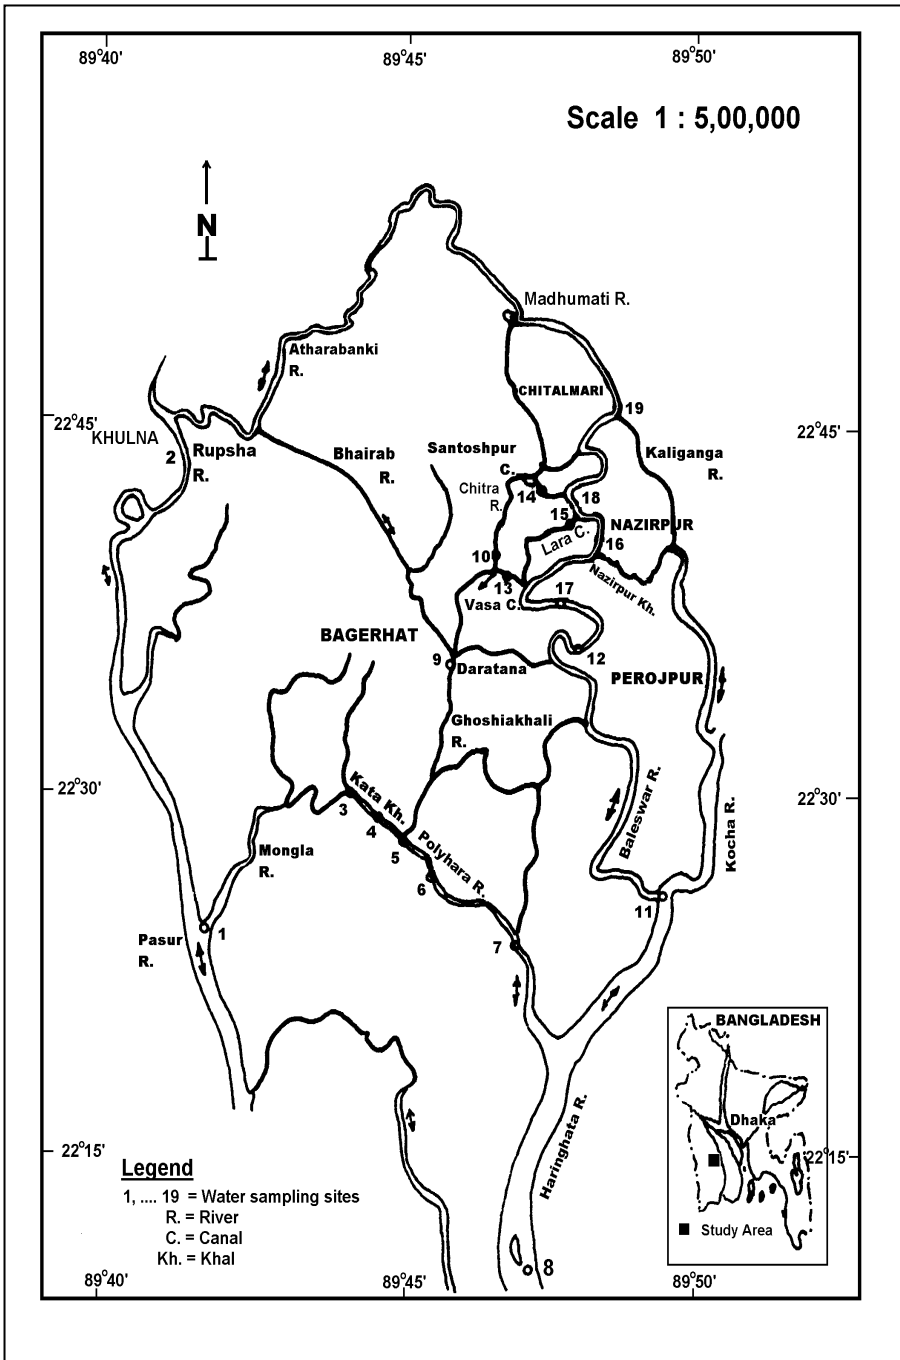 89°40'
89°45'
89°50'
Scale 1 : 5,00,000
N
Madhumati R.
Atharabanki
R.
CHITALMARI
19
22°45'
22°45'
KHULNA
2
Rupsha
R.
Bhairab
R.
Santoshpur
C.
Kaliganga
R.
Chitra
R.
14
18
15
NAZIRPUR
Lara C.
16
10
13
Nazirpur Kh.
17
Vasa C.
BAGERHAT
9
Daratana
12
PEROJPUR
Ghoshiakhali
R.
22°30'
22°30'
Kata Kh.
3
4
5
Baleswar R.
Kocha R.
Mongla
R.
Polyhara R.
6
11
1
Pasur
R.
7
BANGLADESH
Dhaka
Haringhata R.
22°15'
22°15'
Study Area
Legend
1, .... 19 = Water sampling sites
R. = River
C. = Canal
Kh. = Khal
8
89°40'
89°45'
89°50'